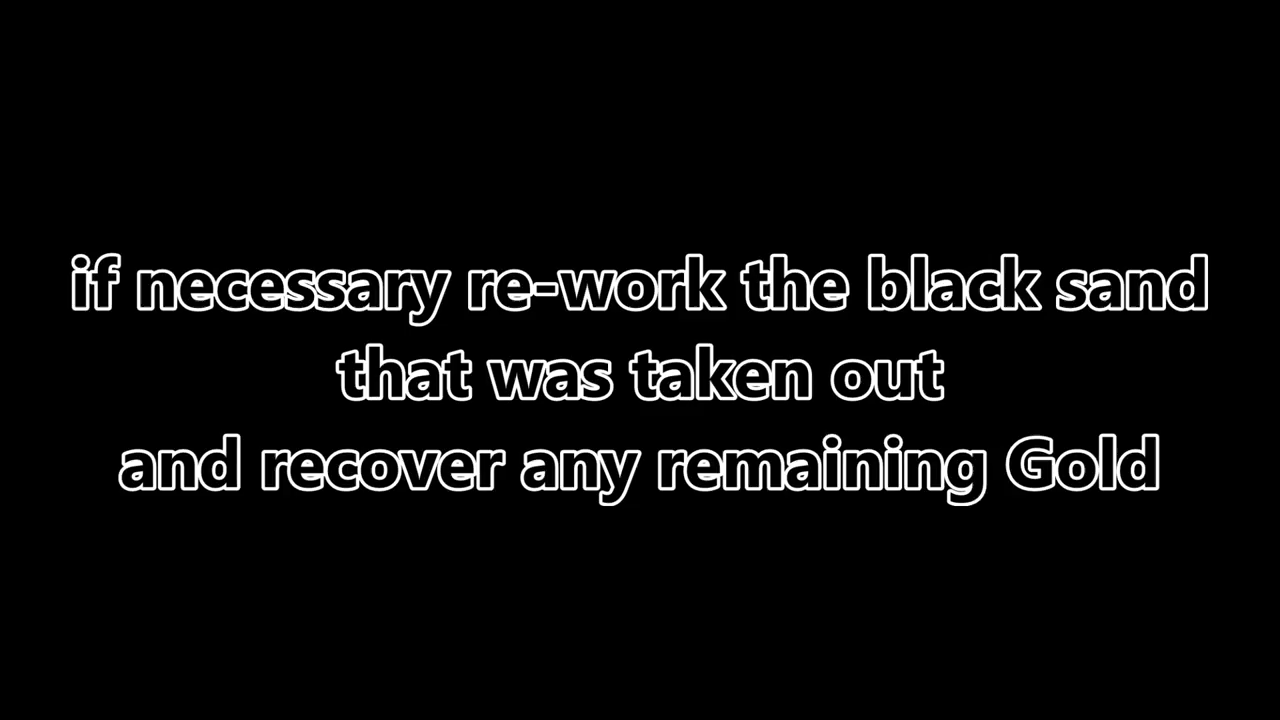 if necessary re-work the black sand
that was taken out
and recover any remaining Gold